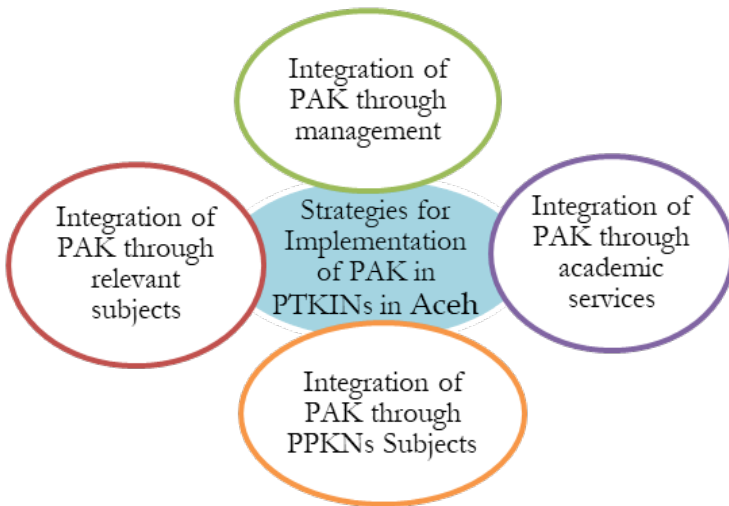 Integration of
PAK through
management
Integration of
PAK through
relevant
subjects
Strategies for
Implementation
of PAK in
PTKINs in Aceh
Integration of
PAK through
academic
services
Integration of
PAK through
PPKNs Subjects